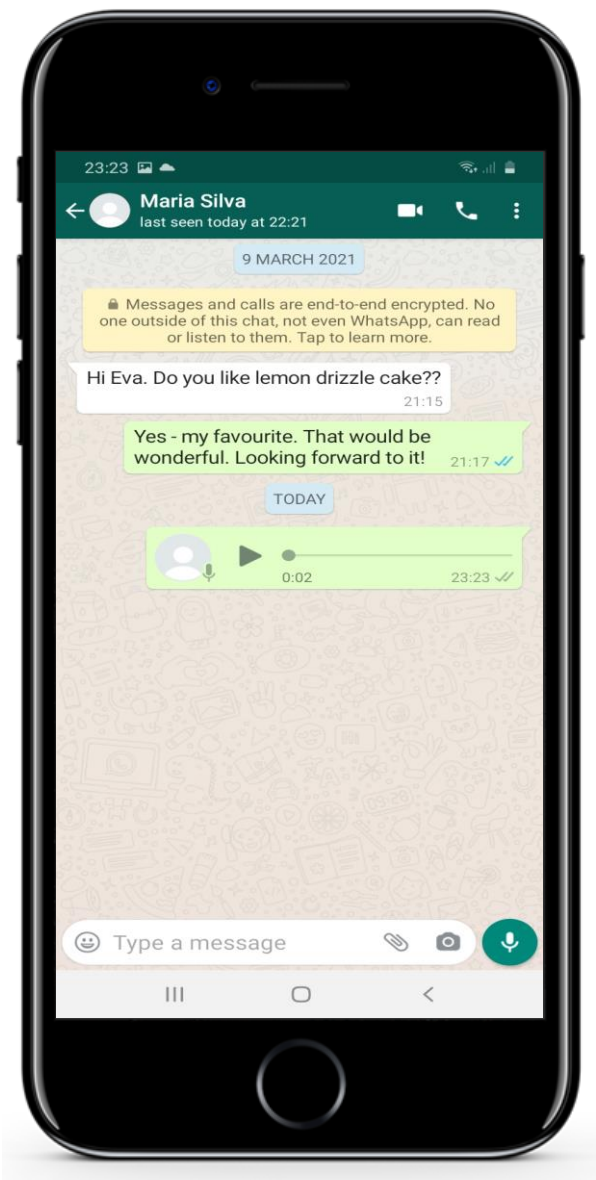 23:23
Maria Silva
last seen today at 22:21
9 MARCH 2021
Messages and calls are end-to-end encrypted. No
one outside of this chat, not even WhatsApp, can read
or listen to them. Tap to learn more.
Hi Eva. Do you like lemon drizzle cake??
21:15
Yes - my favourite. That would be
wonderful. Looking forward to it!
21:17
TODAY
0:02
23:23
Type a message